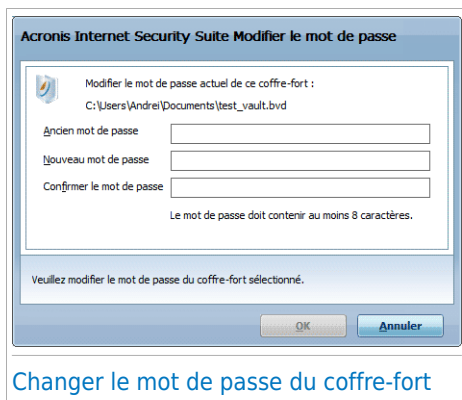 Acronis Internet Security Suite Modifier le mot de passe
Modifier le mot de passe actuel de ce coffre-fort :
C:\Users\Andrei\Documents\test_vault.bvd
Ancien mot de passe
Nouveau mot de passe
Confirmer le mot de passe
Le mot de passe doit contenir au moins 8 caractères.
Veuillez modifier le mot de passe du coffre-fort sélectionné.
OK
Annuler
Changer le mot de passe du coffre-fort